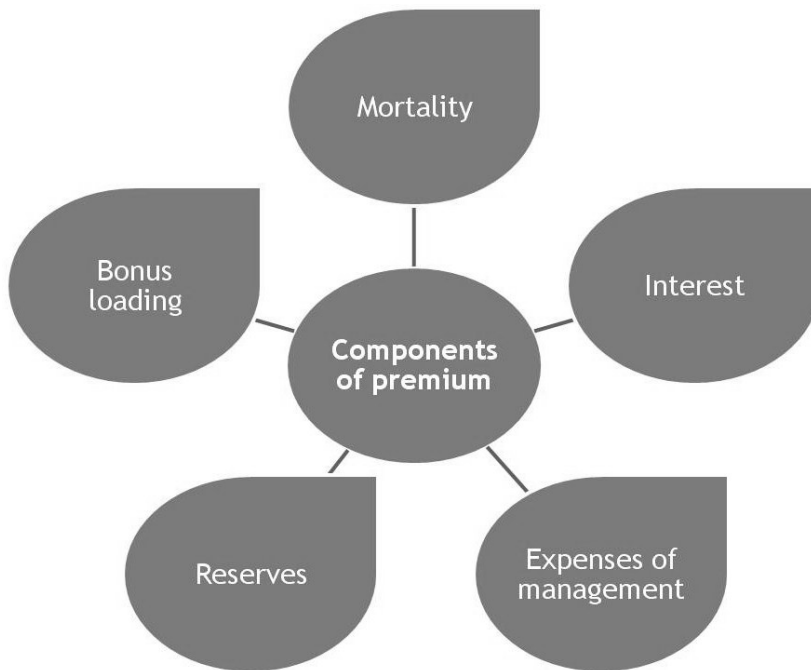 Mortality
Interest
Expenses of
management
Reserves
Bonus
loading
Components
of premium